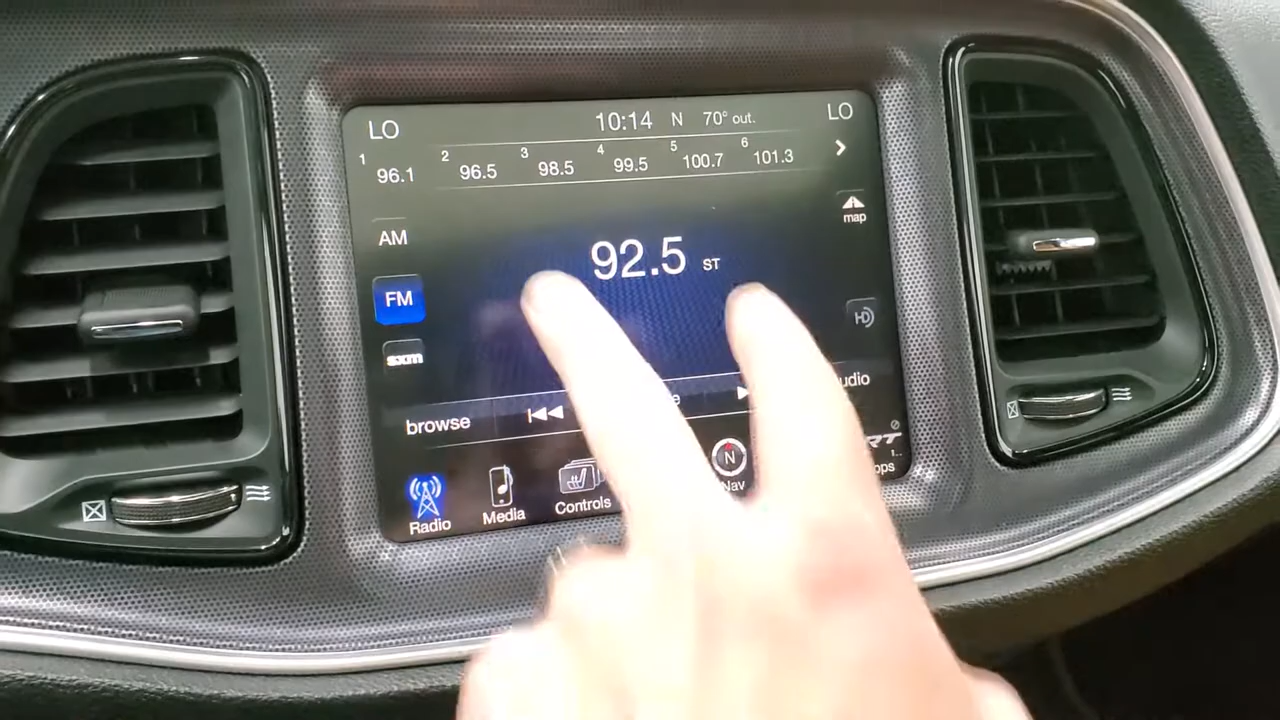 LO 10:14 N 70° out. LO
1 96.1 2 96.5 3 98.5 4 99.5 5 100.7 6 101.3
map
AM
92.5 ST
FM
HD
sxm
browse
Radio Media Controls Nav